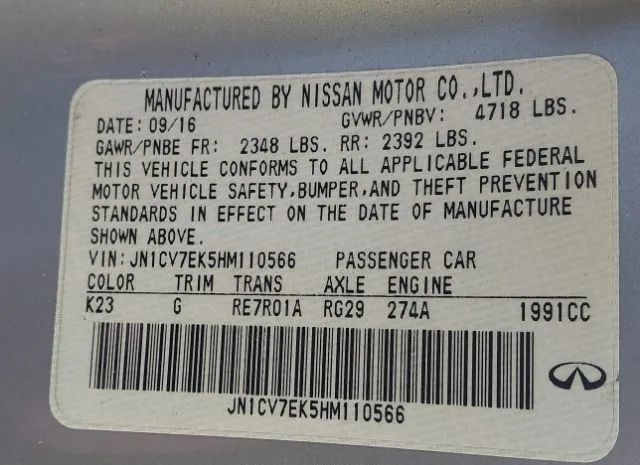 MANUFACTURED BY NISSAN MOTOR CO.,LTD.
DATE: 09/16 GVWR/PNBV: 4718 LBS.
GAWR/PNBE FR: 2348 LBS. RR: 2392 LBS.
THIS VEHICLE CONFORMS TO ALL APPLICABLE FEDERAL
MOTOR VEHICLE SAFETY,BUMPER,AND THEFT PREVENTION
STANDARDS IN EFFECT ON THE DATE OF MANUFACTURE
SHOWN ABOVE.
VIN: JN1CV7EK5HM110566 PASSENGER CAR
COLOR TRIM TRANS AXLE ENGINE
K23 G RE7R01A RG29 274A 1991CC
JN1CV7EK5HM110566